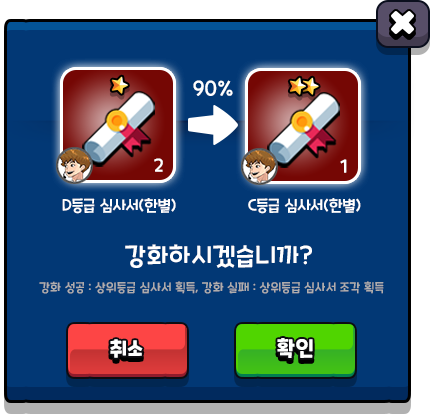 90%
2
1
D등급 심사서(한별)
C등급 심사서(한별)
강화하시겠습니까?
강화 성공 : 상위등급 심사서 획득, 강화 실패 : 상위등급 심사서 조각 획득
취소
확인